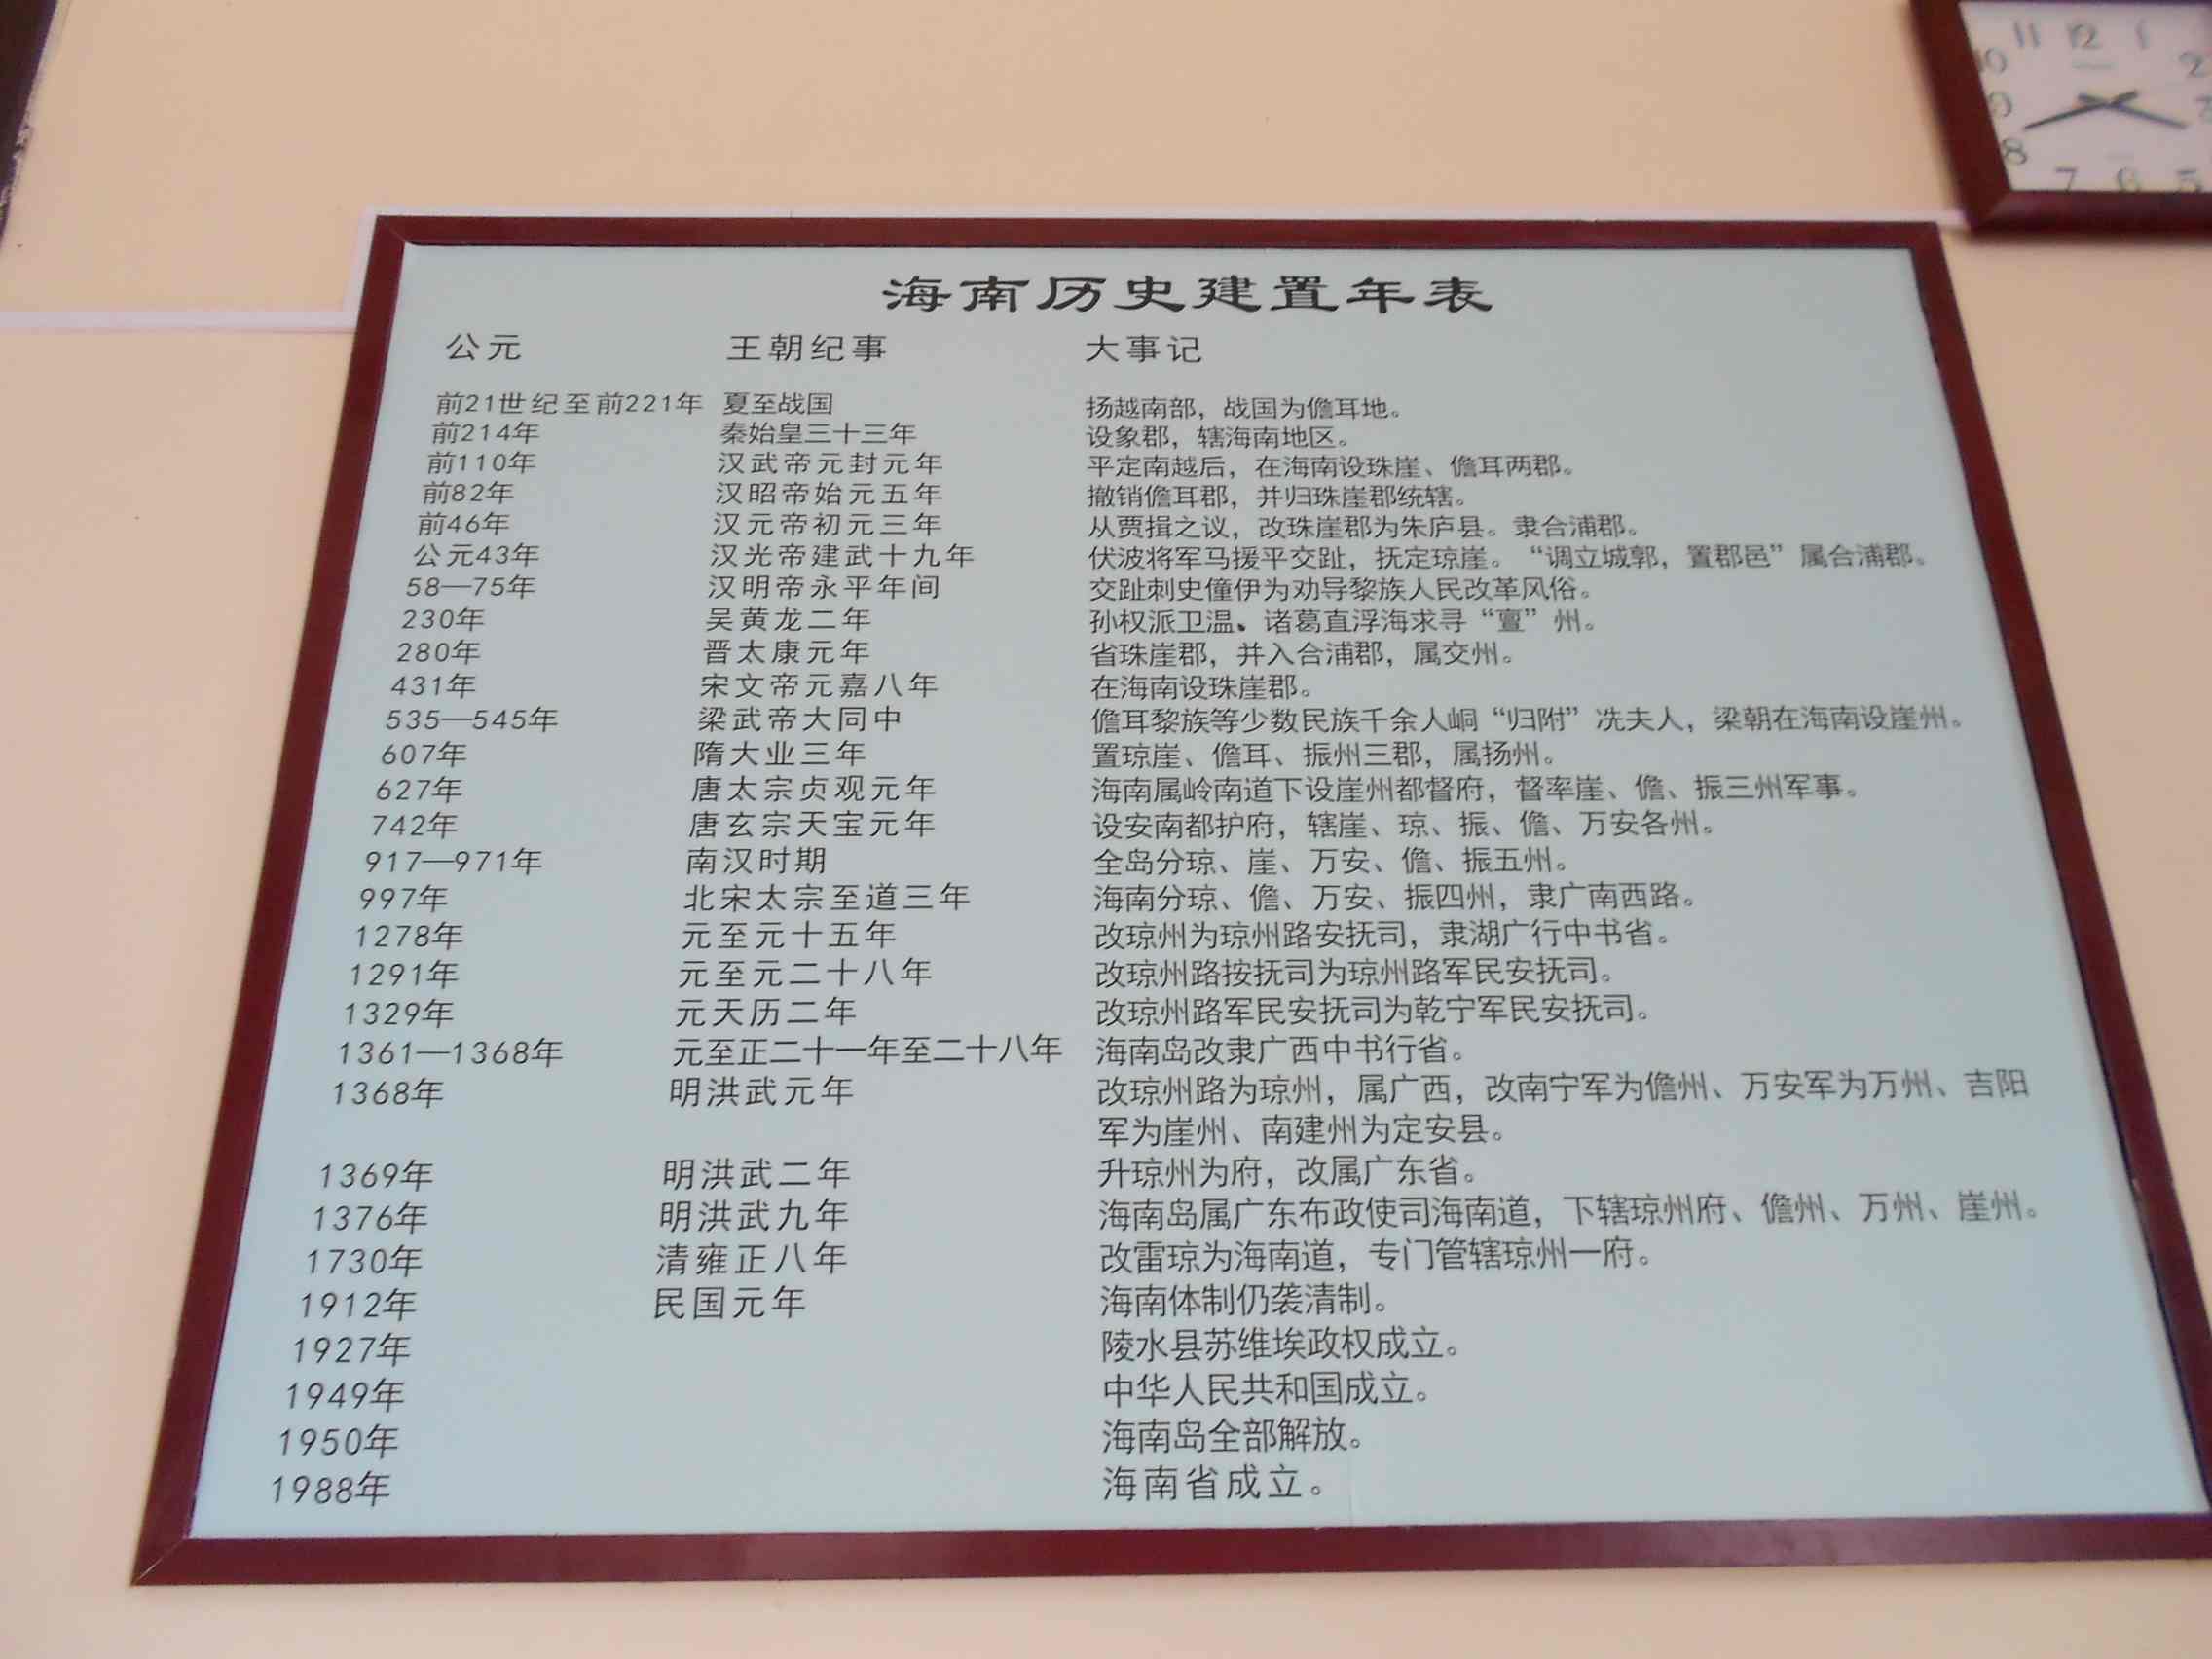 海南历史建置年表
公元 王朝纪事 大事记
前21世纪至前221年 夏至战国 扬越南部，战国为儋耳地。
前214年 秦始皇三十三年 设象郡，辖海南地区。
前110年 汉武帝元封元年 平定南越后，在海南设珠崖、儋耳两郡。
前82年 汉昭帝始元五年 撤销儋耳郡，并归珠崖郡统辖。
前46年 汉元帝初元三年 从贾揖之议，改珠崖郡为朱庐县。隶合浦郡。
公元43年 汉光帝建武十九年 伏波将军马援平交趾，抚定琼崖。“调立城郭，置郡邑”属合浦郡。
58—75年 汉明帝永平年间 交趾刺史僮伊为劝导黎族人民改革风俗。
230年 吴黄龙二年 孙权派卫温、诸葛直浮海求寻“亶”州。
280年 晋太康元年 省珠崖郡，并入合浦郡，属交州。
431年 宋文帝元嘉八年 在海南设珠崖郡。
535—545年 梁武帝大同中 儋耳黎族等少数民族千余人峒“归附”冼夫人，梁朝在海南设崖州。
607年 隋大业三年 置琼崖、儋耳、振州三郡，属扬州。
627年 唐太宗贞观元年 海南属岭南道下设崖州都督府，督率崖、儋、振三州军事。
742年 唐玄宗天宝元年 设安南都护府，辖崖、琼、振、儋、万安各州。
917—971年 南汉时期 全岛分琼、崖、万安、儋、振五州。
997年 北宋太宗至道三年 海南分琼、儋、万安、振四州，隶广南西路。
1278年 元至元十五年 改琼州为琼州路安抚司，隶湖广行中书省。
1291年 元至元二十八年 改琼州路按抚司为琼州路军民安抚司。
1329年 元天历二年 改琼州路军民安抚司为乾宁军民安抚司。
1361—1368年 元至正二十一年至二十八年 海南岛改隶广西中书行省。
1368年 明洪武元年 改琼州路为琼州，属广西，改南宁军为儋州、万安军为万州、吉阳
军为崖州、南建州为定安县。
1369年 明洪武二年 升琼州为府，改属广东省。
1376年 明洪武九年 海南岛属广东布政使司海南道，下辖琼州府、儋州、万州、崖州。
1730年 清雍正八年 改雷琼为海南道，专门管辖琼州一府。
1912年 民国元年 海南体制仍袭清制。
1927年 陵水县苏维埃政权成立。
1949年 中华人民共和国成立。
1950年 海南岛全部解放。
1988年 海南省成立。
11 12 1
10 2
9
8
7 6 5